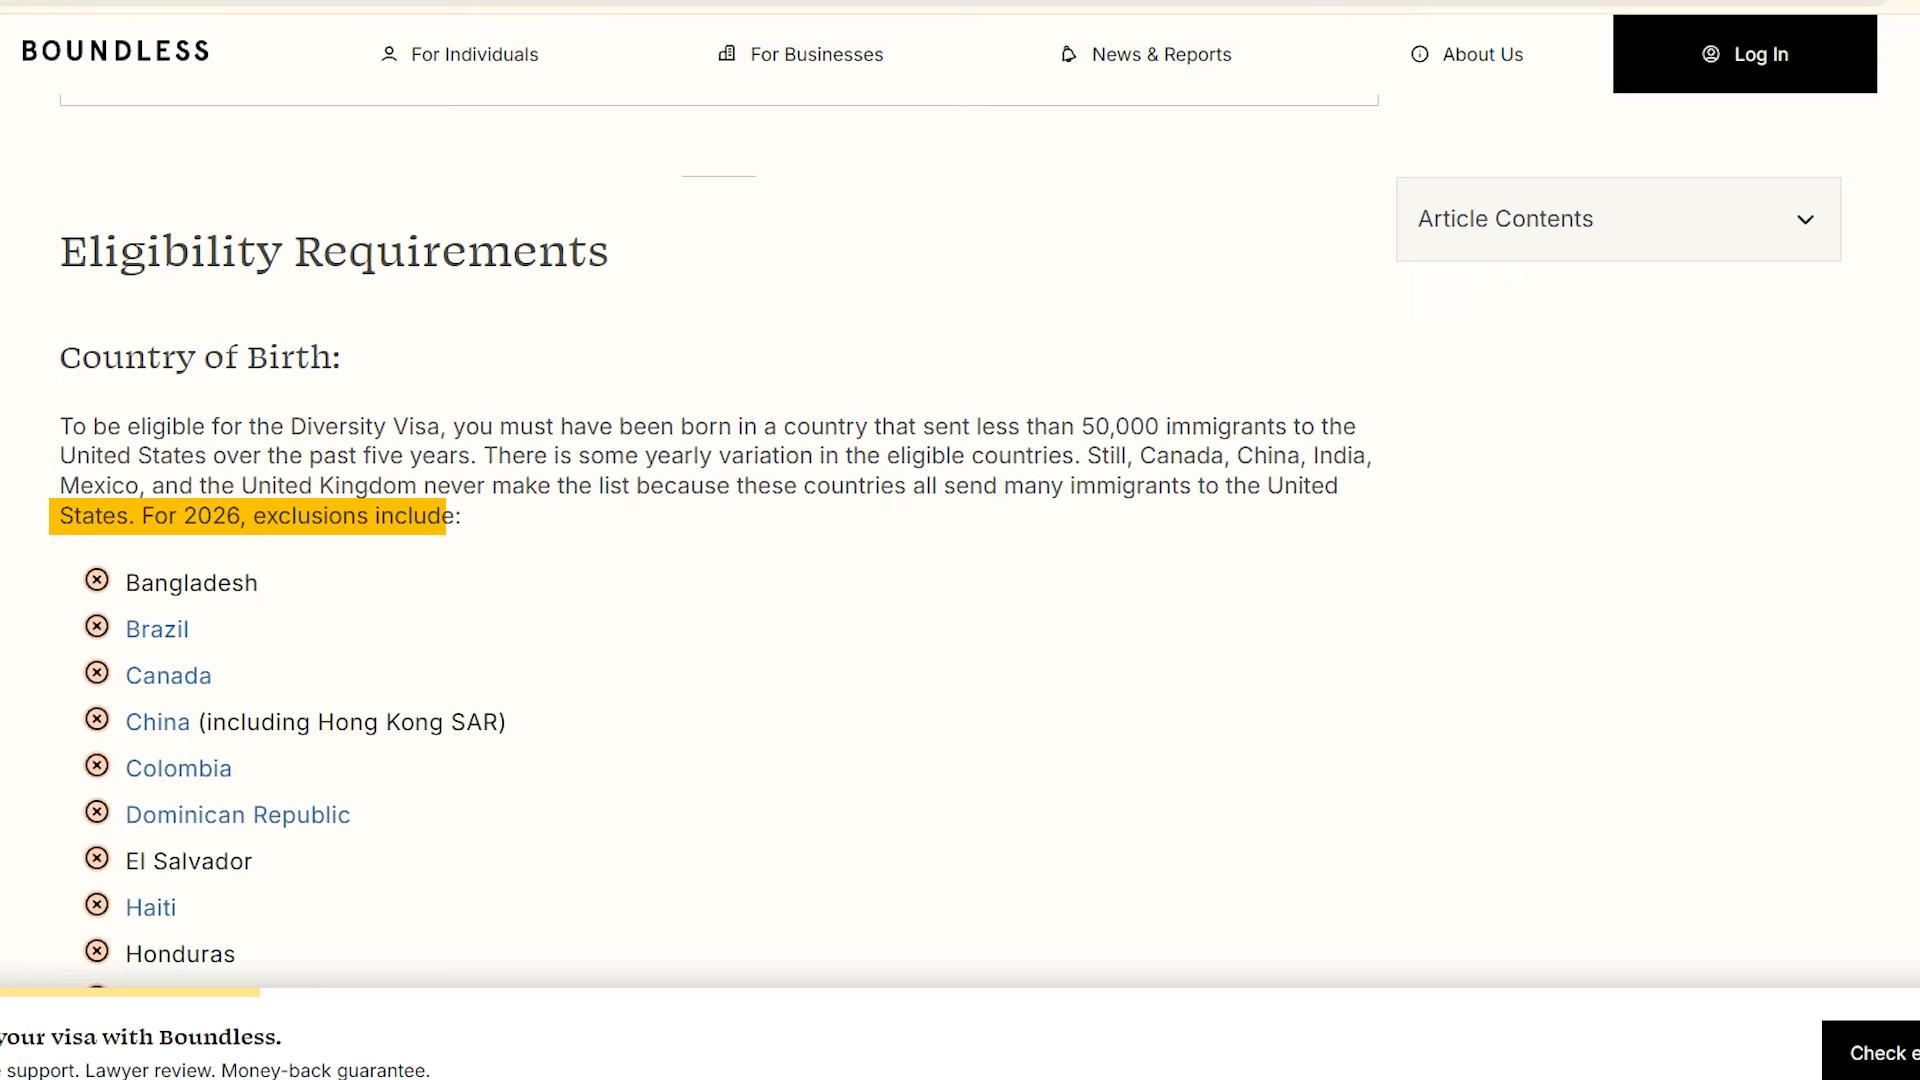 BOUNDLESS
For Individuals
For Businesses
News & Reports
About Us
Log In
Article Contents
Eligibility Requirements
Country of Birth:
To be eligible for the Diversity Visa, you must have been born in a country that sent less than 50,000 immigrants to the
United States over the past five years. There is some yearly variation in the eligible countries. Still, Canada, China, India,
Mexico, and the United Kingdom never make the list because these countries all send many immigrants to the United
States. For 2026, exclusions include:
Bangladesh
Brazil
Canada
China (including Hong Kong SAR)
Colombia
Dominican Republic
El Salvador
Haiti
Honduras
your visa with Boundless.
support. Lawyer review. Money-back guarantee.
Check